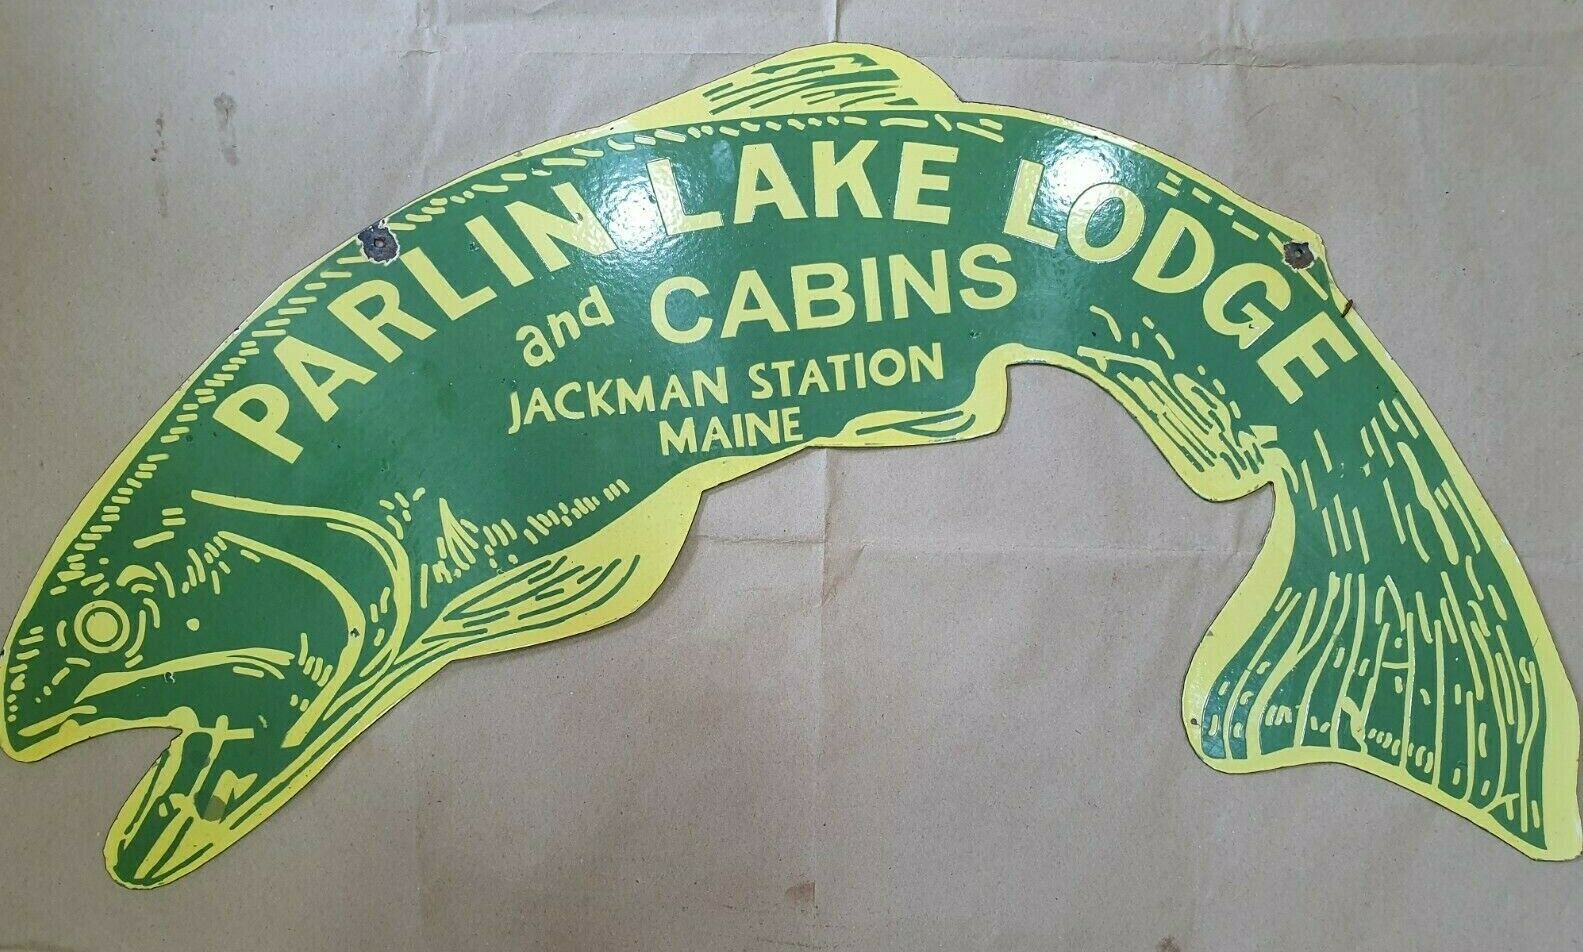 PARLIN LAKE LODGE
and CABINS
JACKMAN STATION
MAINE